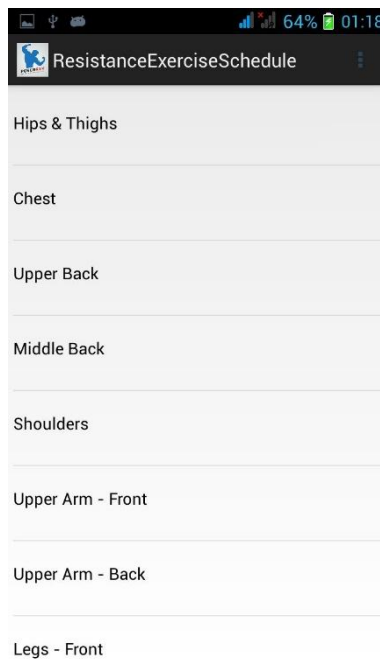 64% 01:18
ResistanceExerciseSchedule
Hips & Thighs
Chest
Upper Back
Middle Back
Shoulders
Upper Arm - Front
Upper Arm - Back
Legs - Front